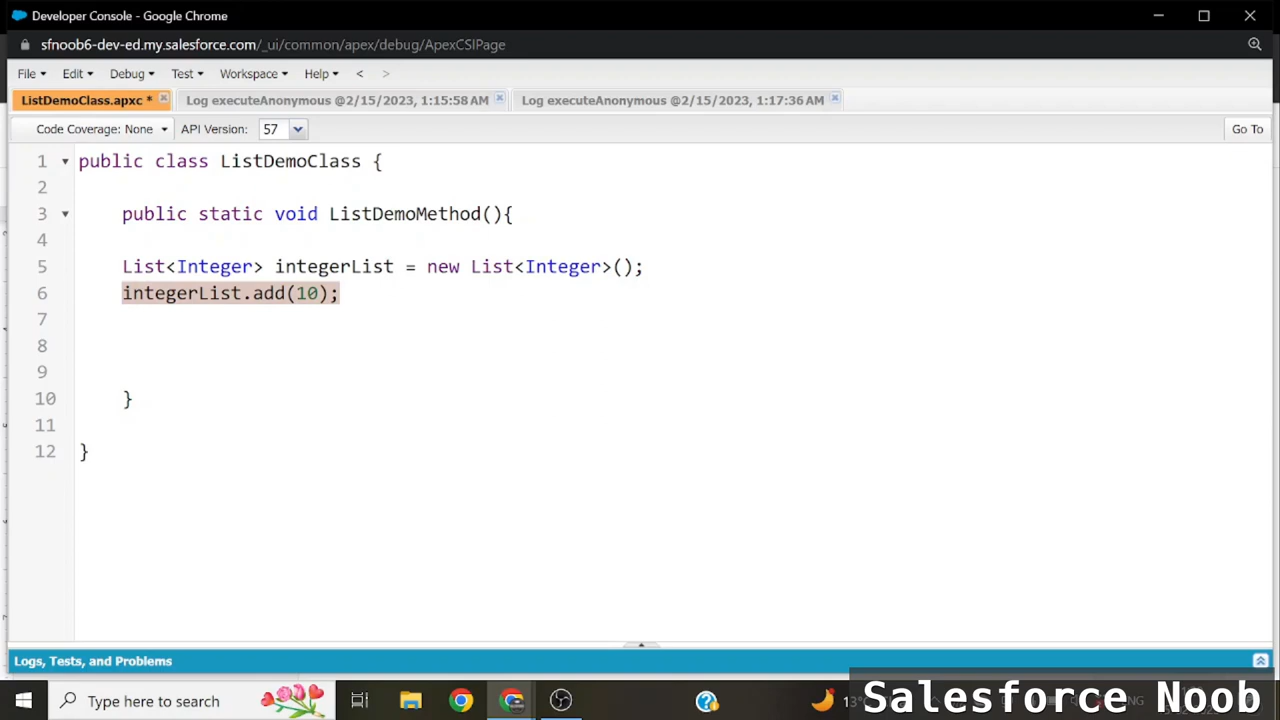 Developer Console - Google Chrome
sfnoob6-dev-ed.my.salesforce.com/_ui/common/apex/debug/ApexCSIPage
File Edit Debug Test Workspace Help < >
ListDemoClass.apxc * Log executeAnonymous @2/15/2023, 1:15:58 AM Log executeAnonymous @2/15/2023, 1:17:36 AM
Code Coverage: None API Version: 57 Go To
1 public class ListDemoClass {
2
3 public static void ListDemoMethod(){
4
5 List<Integer> integerList = new List<Integer>();
6 integerList.add(10);
7
8
9
10 }
11
12 }
Logs, Tests, and Problems
Type here to search 13°
Salesforce Noob